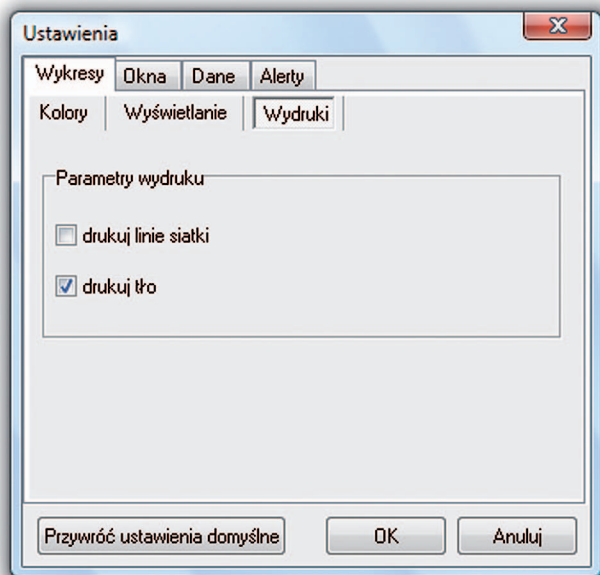 Ustawienia
Wykresy Okna Dane Alerty
Kolory Wyświetlanie Wydruki
Parametry wydruku
drukuj linie siatki
drukuj tło
Przywróć ustawienia domyślne OK Anuluj